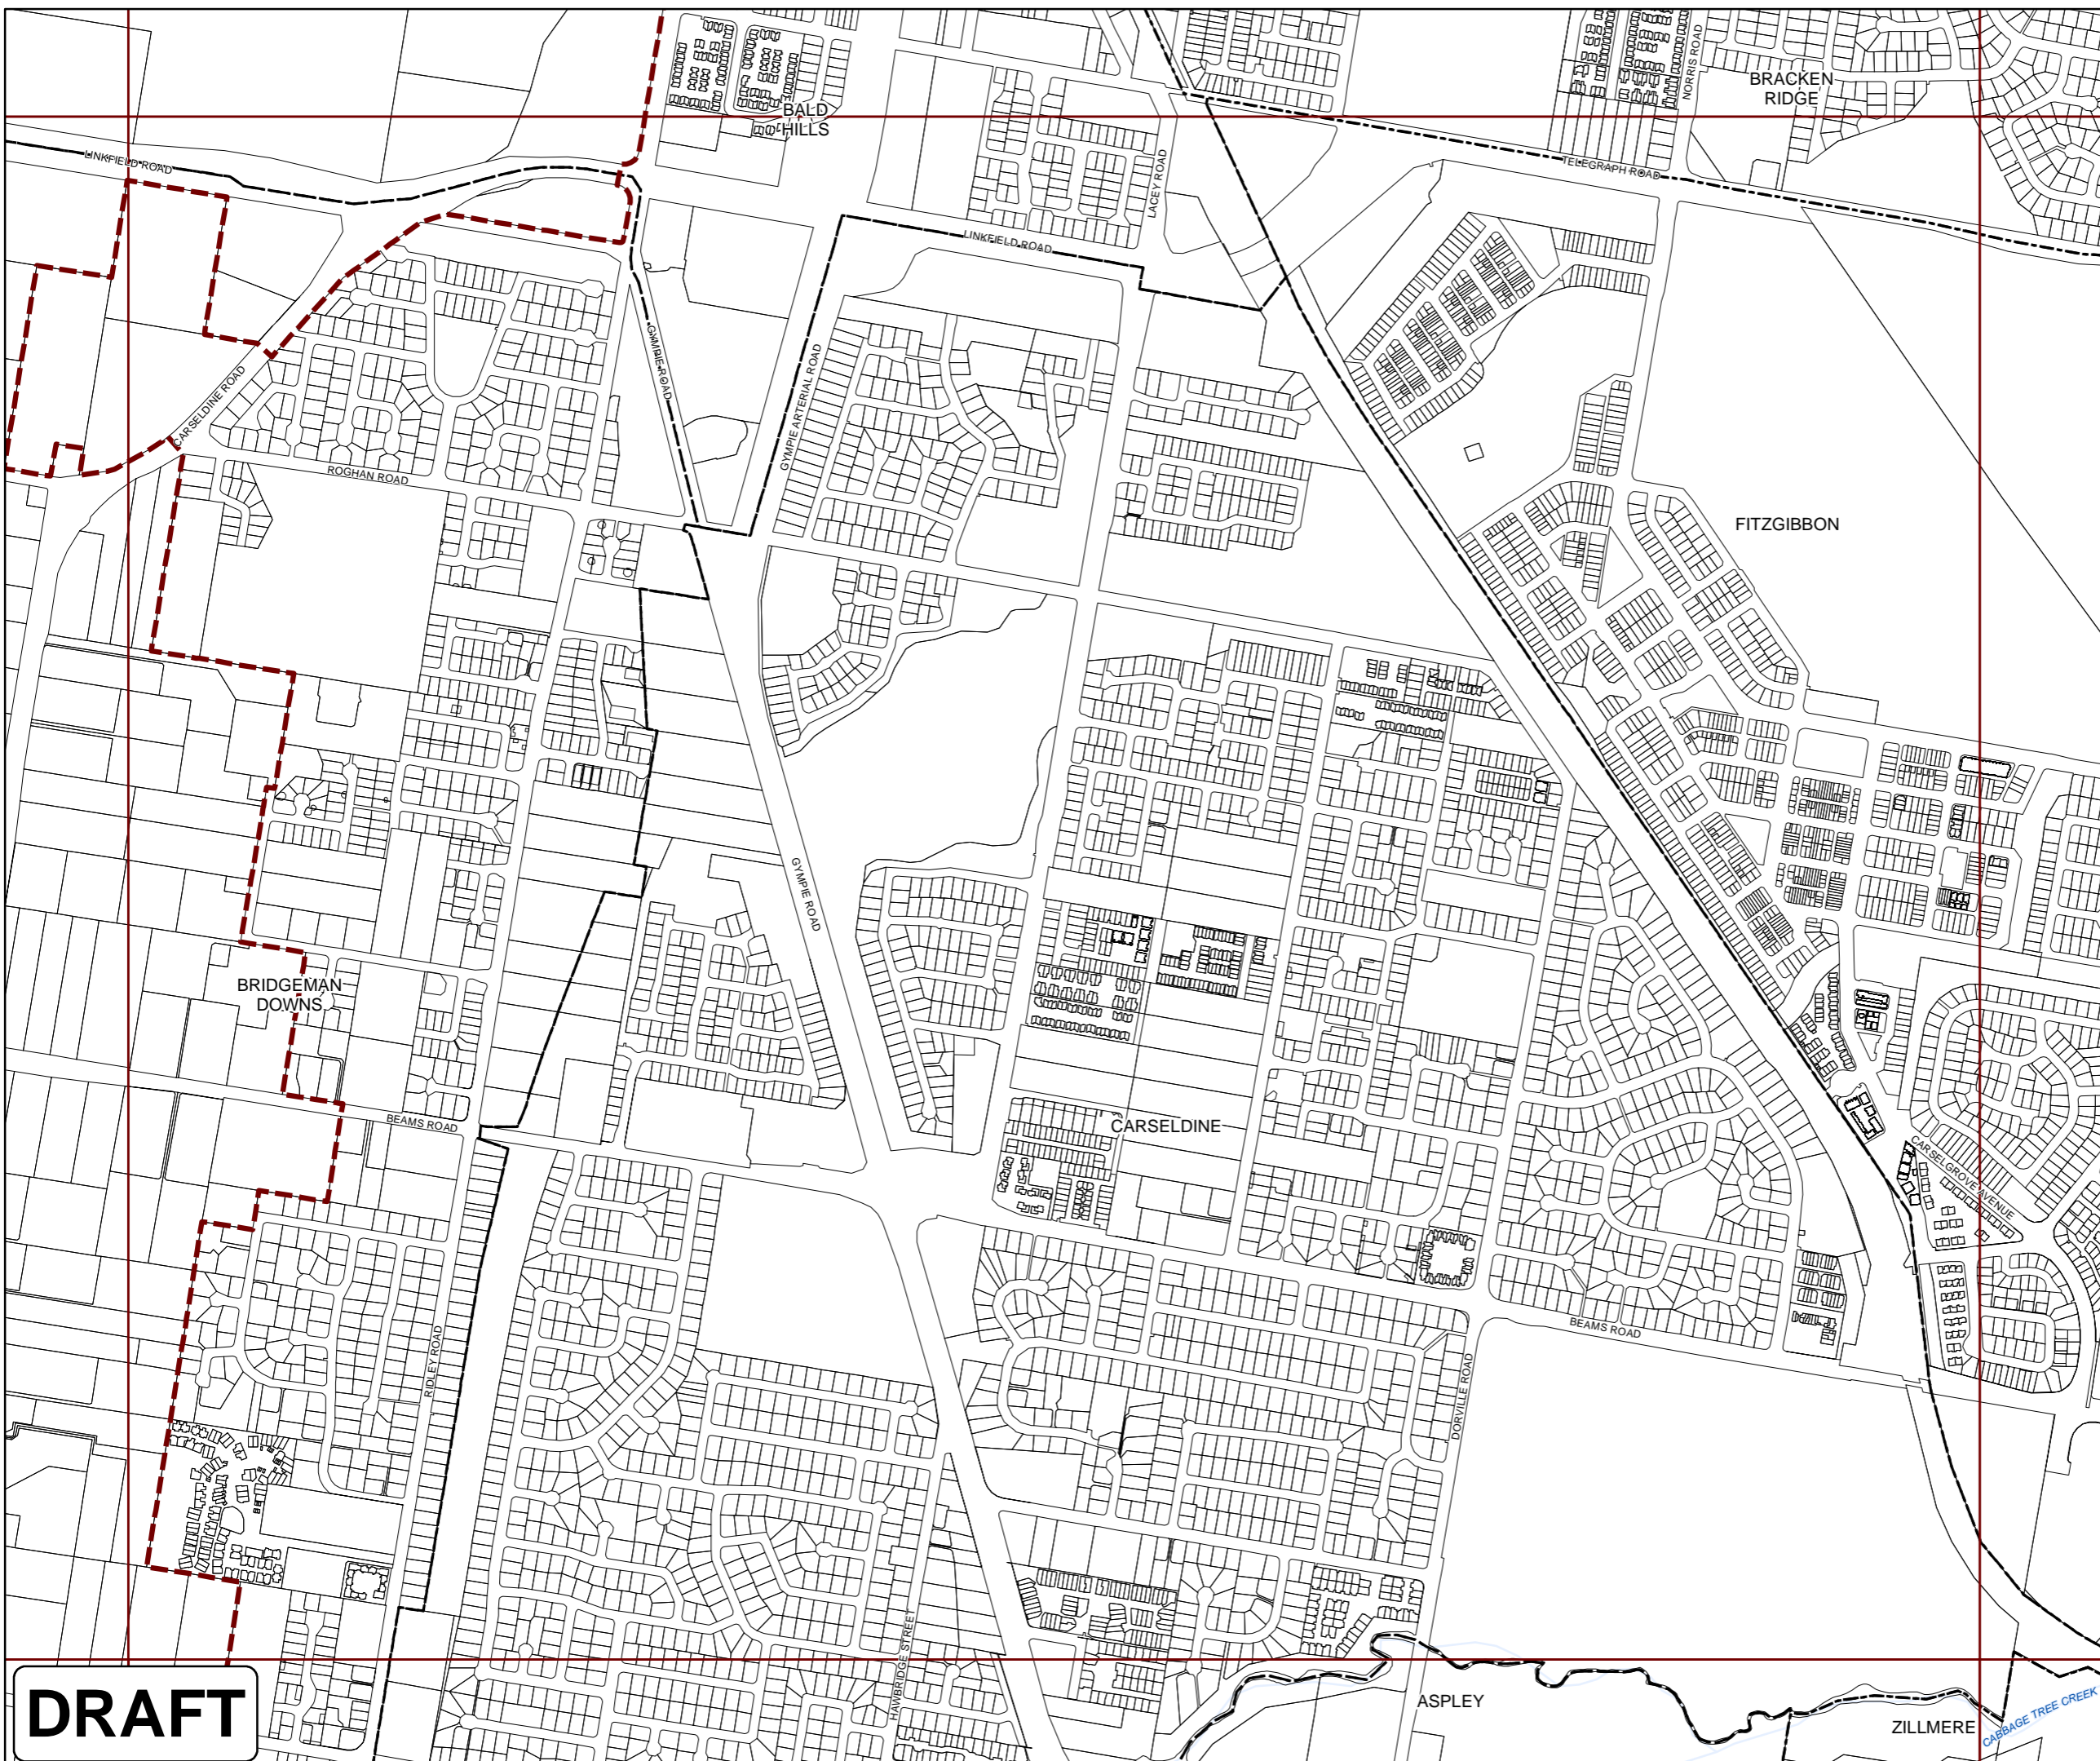 NORRIS ROAD
BRACKEN
RIDGE
BALD
HILLS
LINKFIELD ROAD
TELEGRAPH ROAD
LACEY ROAD
LINKFIELD ROAD
GYMPIE ROAD
GYMPIE ARTERIAL ROAD
CARSELDINE ROAD
ROGHAN ROAD
FITZGIBBON
GYMPIE ROAD
BRIDGEMAN
DOWNS
BEAMS ROAD
CARSELDINE
CARSELGROVE AVENUE
BEAMS ROAD
RIDLEY ROAD
DORVILLE ROAD
HAWBRIDGE STREET
DRAFT
ASPLEY
ZILLMERE
CABBAGE TREE CREEK